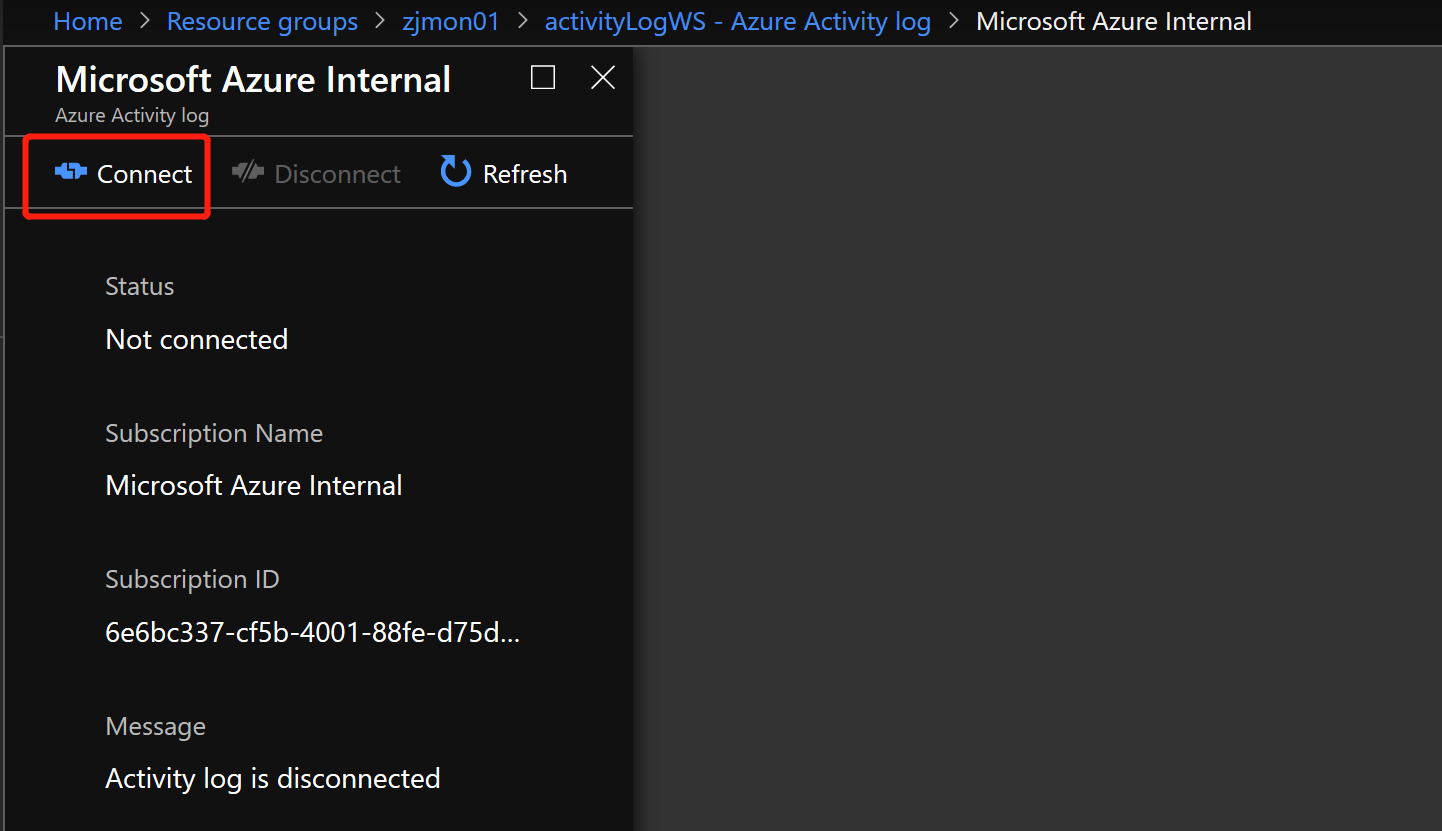 Home > Resource groups > zjmon01 > activityLogWS - Azure Activity log > Microsoft Azure Internal
Microsoft Azure Internal
Azure Activity log
Connect Disconnect Refresh
Status
Not connected
Subscription Name
Microsoft Azure Internal
Subscription ID
6e6bc337-cf5b-4001-88fe-d75d...
Message
Activity log is disconnected